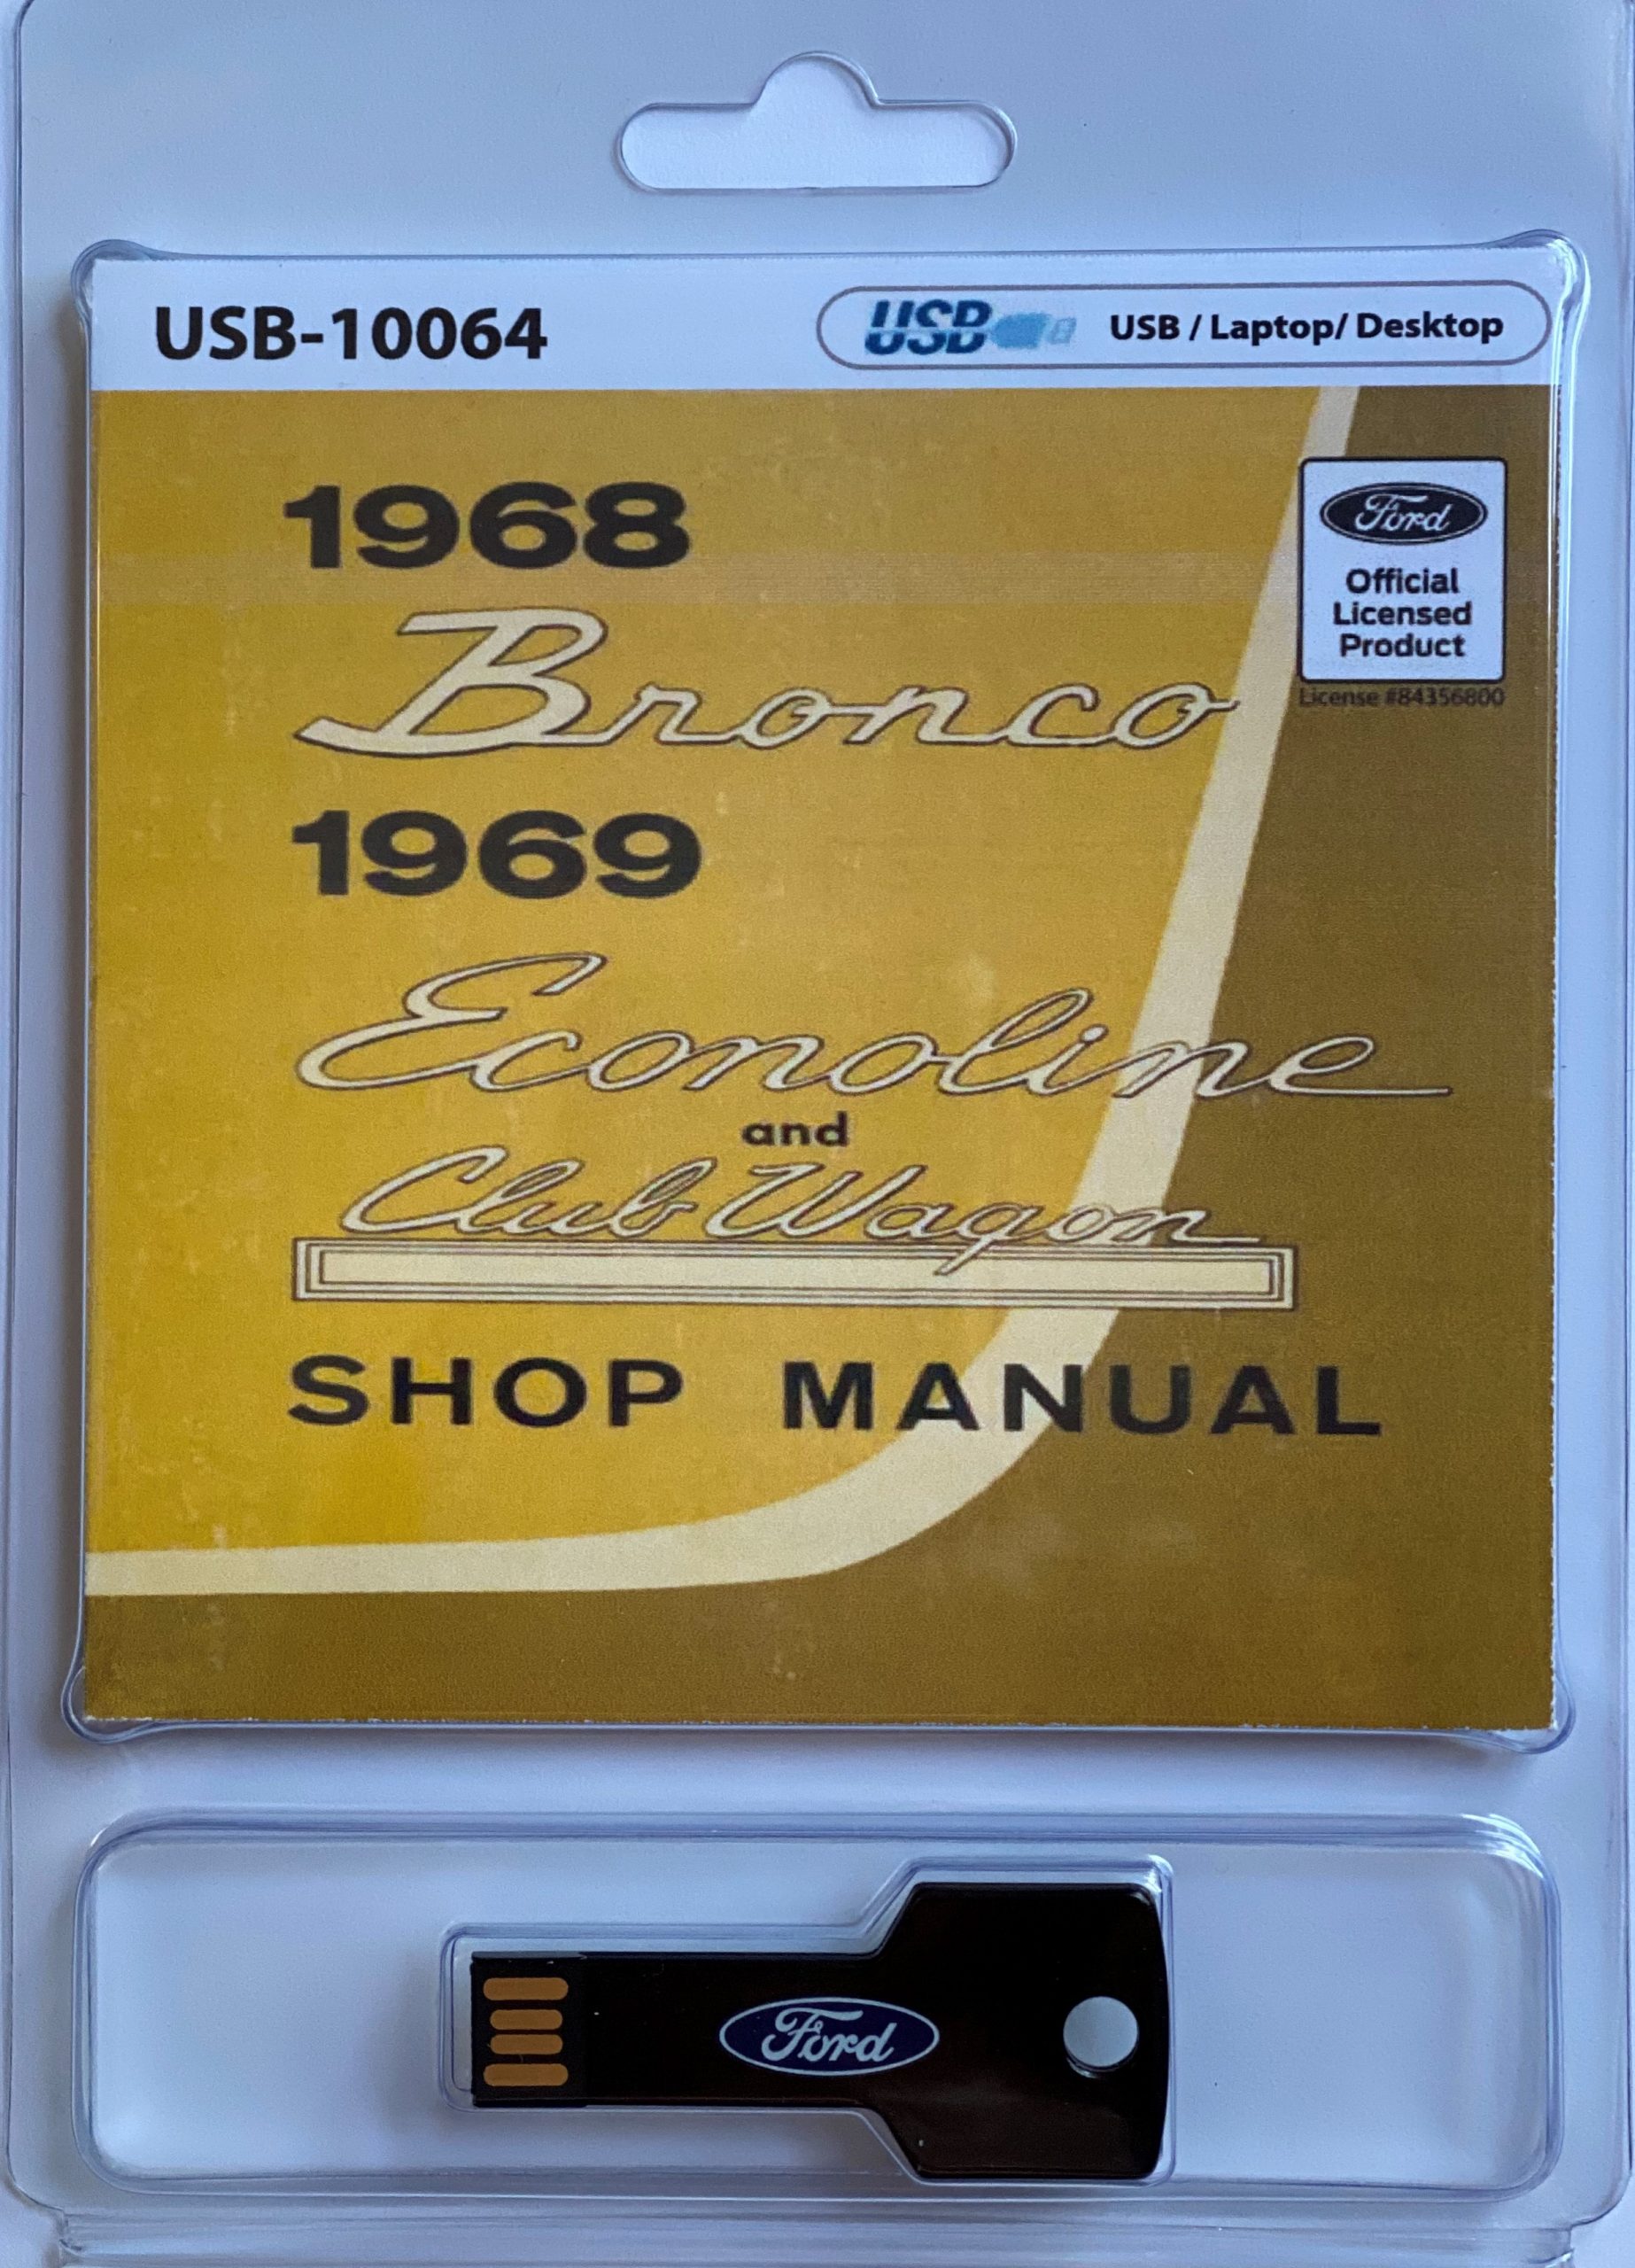 USB-10064
USB USB / Laptop/ Desktop
1968
Bronco
Ford
Official
Licensed
Product
License #84356800
1969
Econoline
and
Club Wagon
SHOP MANUAL
Ford